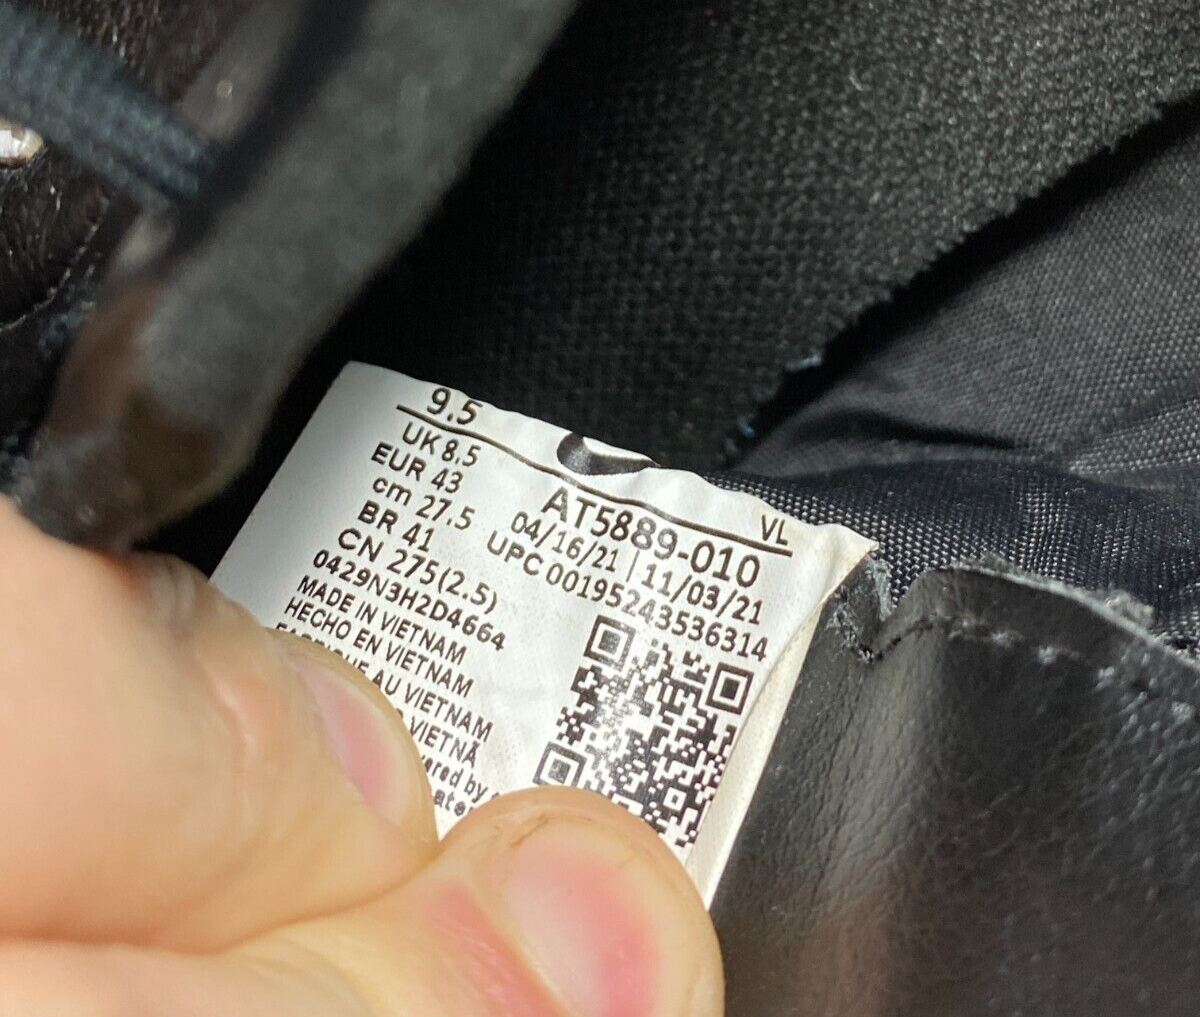 9.5
UK 8.5
EUR 43
cm 27.5
BR 41
CN 275(2.5)
0429N3H2D4664
MADE IN VIETNAM
HECHO EN VIETNAM
AU VIETNAM
VIETNÃ
by
VL
AT5889-010
04/16/21 | 11/03/21
UPC 00195243536314